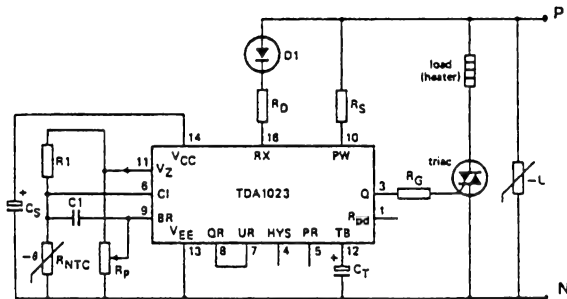 P
D1
load
(heater)
RD
RS
14
16
10
R1
11
VZ
VCC
RX
PW
triac
6
CI
TDA1023
Q
3
RG
-L
+
CS
C1
9
BR
Rpd
1
VEE
QR
UR
HYS
PR
TB
-θ
RNTC
RP
13
8
7
4
5
12
+
CT
N